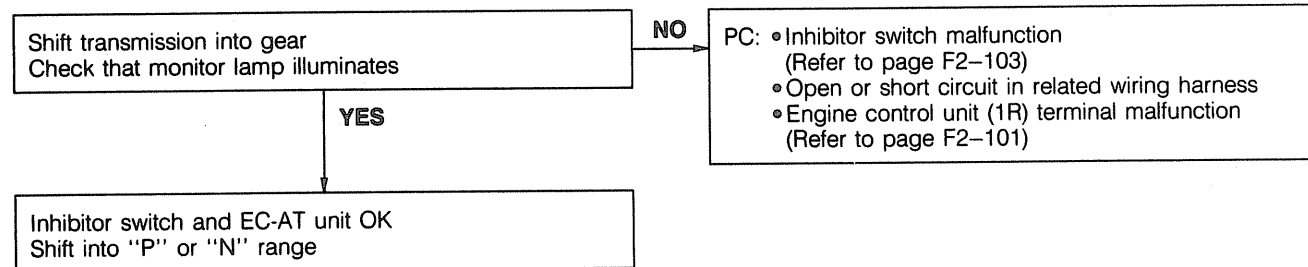 Shift transmission into gear
Check that monitor lamp illuminates
NO
PC: •Inhibitor switch malfunction
(Refer to page F2–103)
•Open or short circuit in related wiring harness
•Engine control unit (1R) terminal malfunction
(Refer to page F2–101)
YES
Inhibitor switch and EC-AT unit OK
Shift into "P" or "N" range